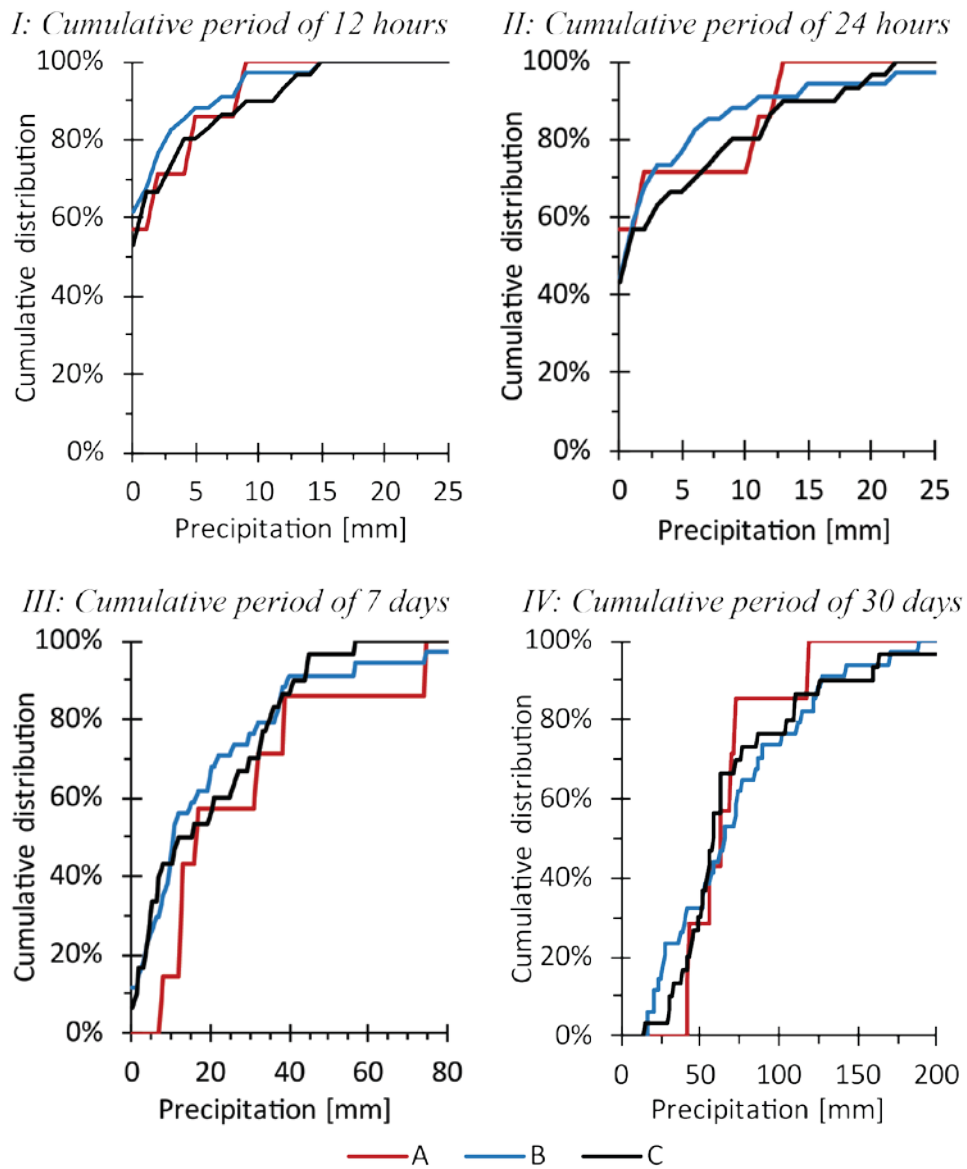 I: Cumulative period of 12 hours
II: Cumulative period of 24 hours
100%
80%
60%
40%
20%
0%
Cumulative distribution
0 5 10 15 20 25
Precipitation [mm]
100%
80%
60%
40%
20%
0%
Cumulative distribution
0 5 10 15 20 25
Precipitation [mm]
III: Cumulative period of 7 days
IV: Cumulative period of 30 days
100%
80%
60%
40%
20%
0%
Cumulative distribution
0 20 40 60 80
Precipitation [mm]
100%
80%
60%
40%
20%
0%
Cumulative distribution
0 50 100 150 200
Precipitation [mm]
A B C